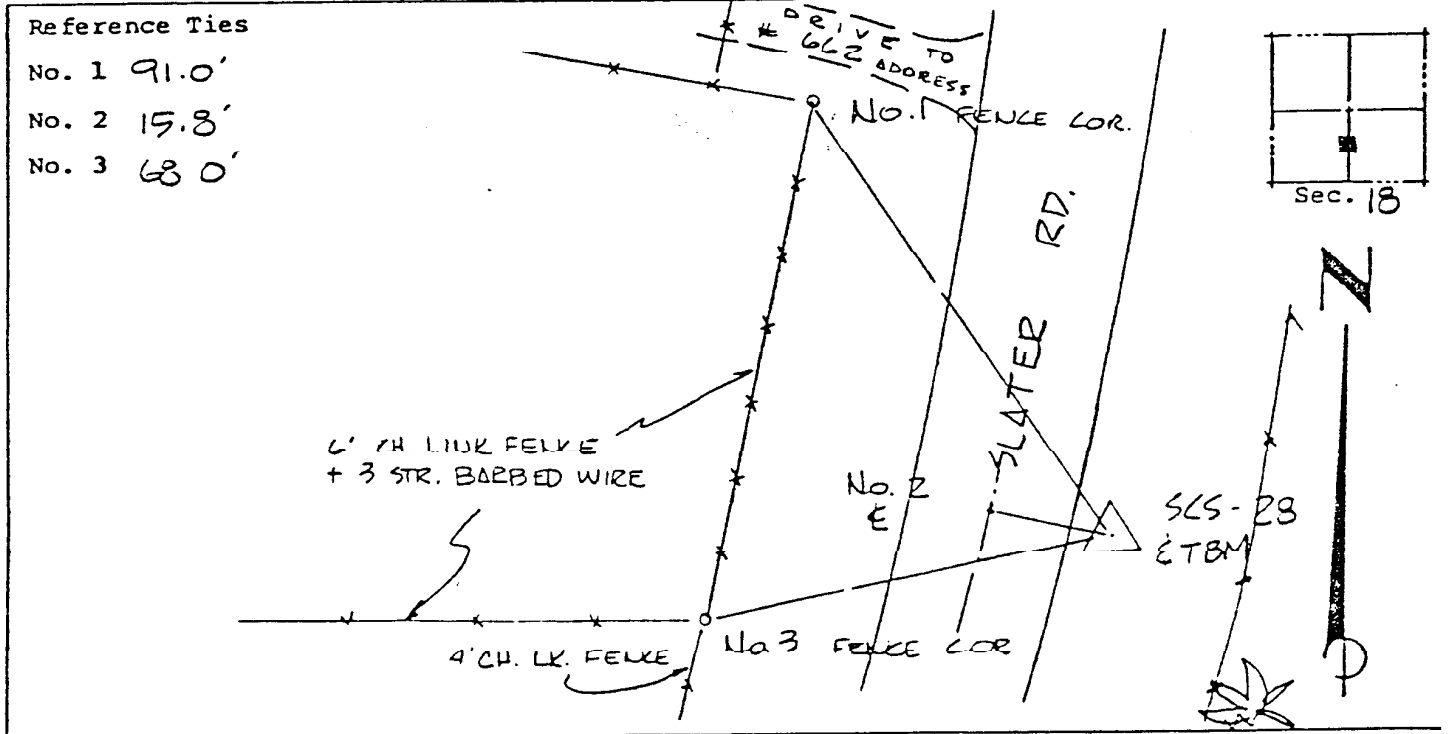 Reference Ties
No. 1 91.0'
No. 2 15.8'
No. 3 68 0'
DRIVE TO
# 662 ADDRESS
No. 1 FENCE COR.
Sec. 18
N
SLATER RD.
6' CH LINK FENCE
+ 3 STR. BARBED WIRE
No. 2
℄
SCS-28
& TBM
No 3 FENCE COR
4' CH. LK. FENCE